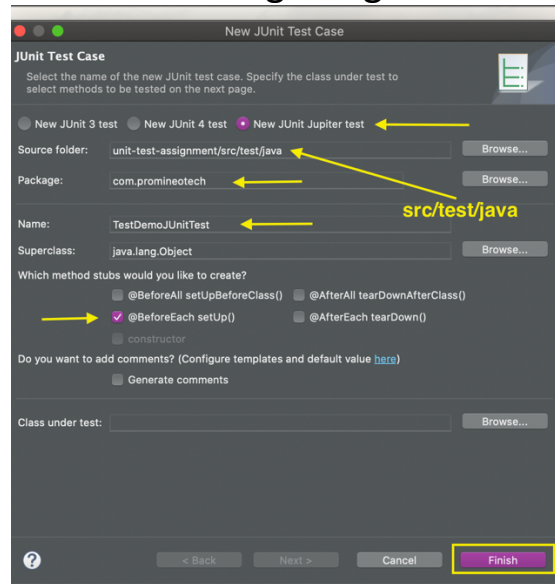 New JUnit Test Case
JUnit Test Case
Select the name of the new JUnit test case. Specify the class under test to
select methods to be tested on the next page.
New JUnit 3 test New JUnit 4 test New JUnit Jupiter test
Source folder: unit-test-assignment/src/test/java Browse...
Package: com.promineotech Browse...
src/test/java
Name: TestDemoJUnitTest
Superclass: java.lang.Object Browse...
Which method stubs would you like to create?
@BeforeAll setUpBeforeClass() @AfterAll tearDownAfterClass()
@BeforeEach setUp() @AfterEach tearDown()
constructor
Do you want to add comments? (Configure templates and default value here)
Generate comments
Class under test: Browse...
? < Back Next > Cancel Finish